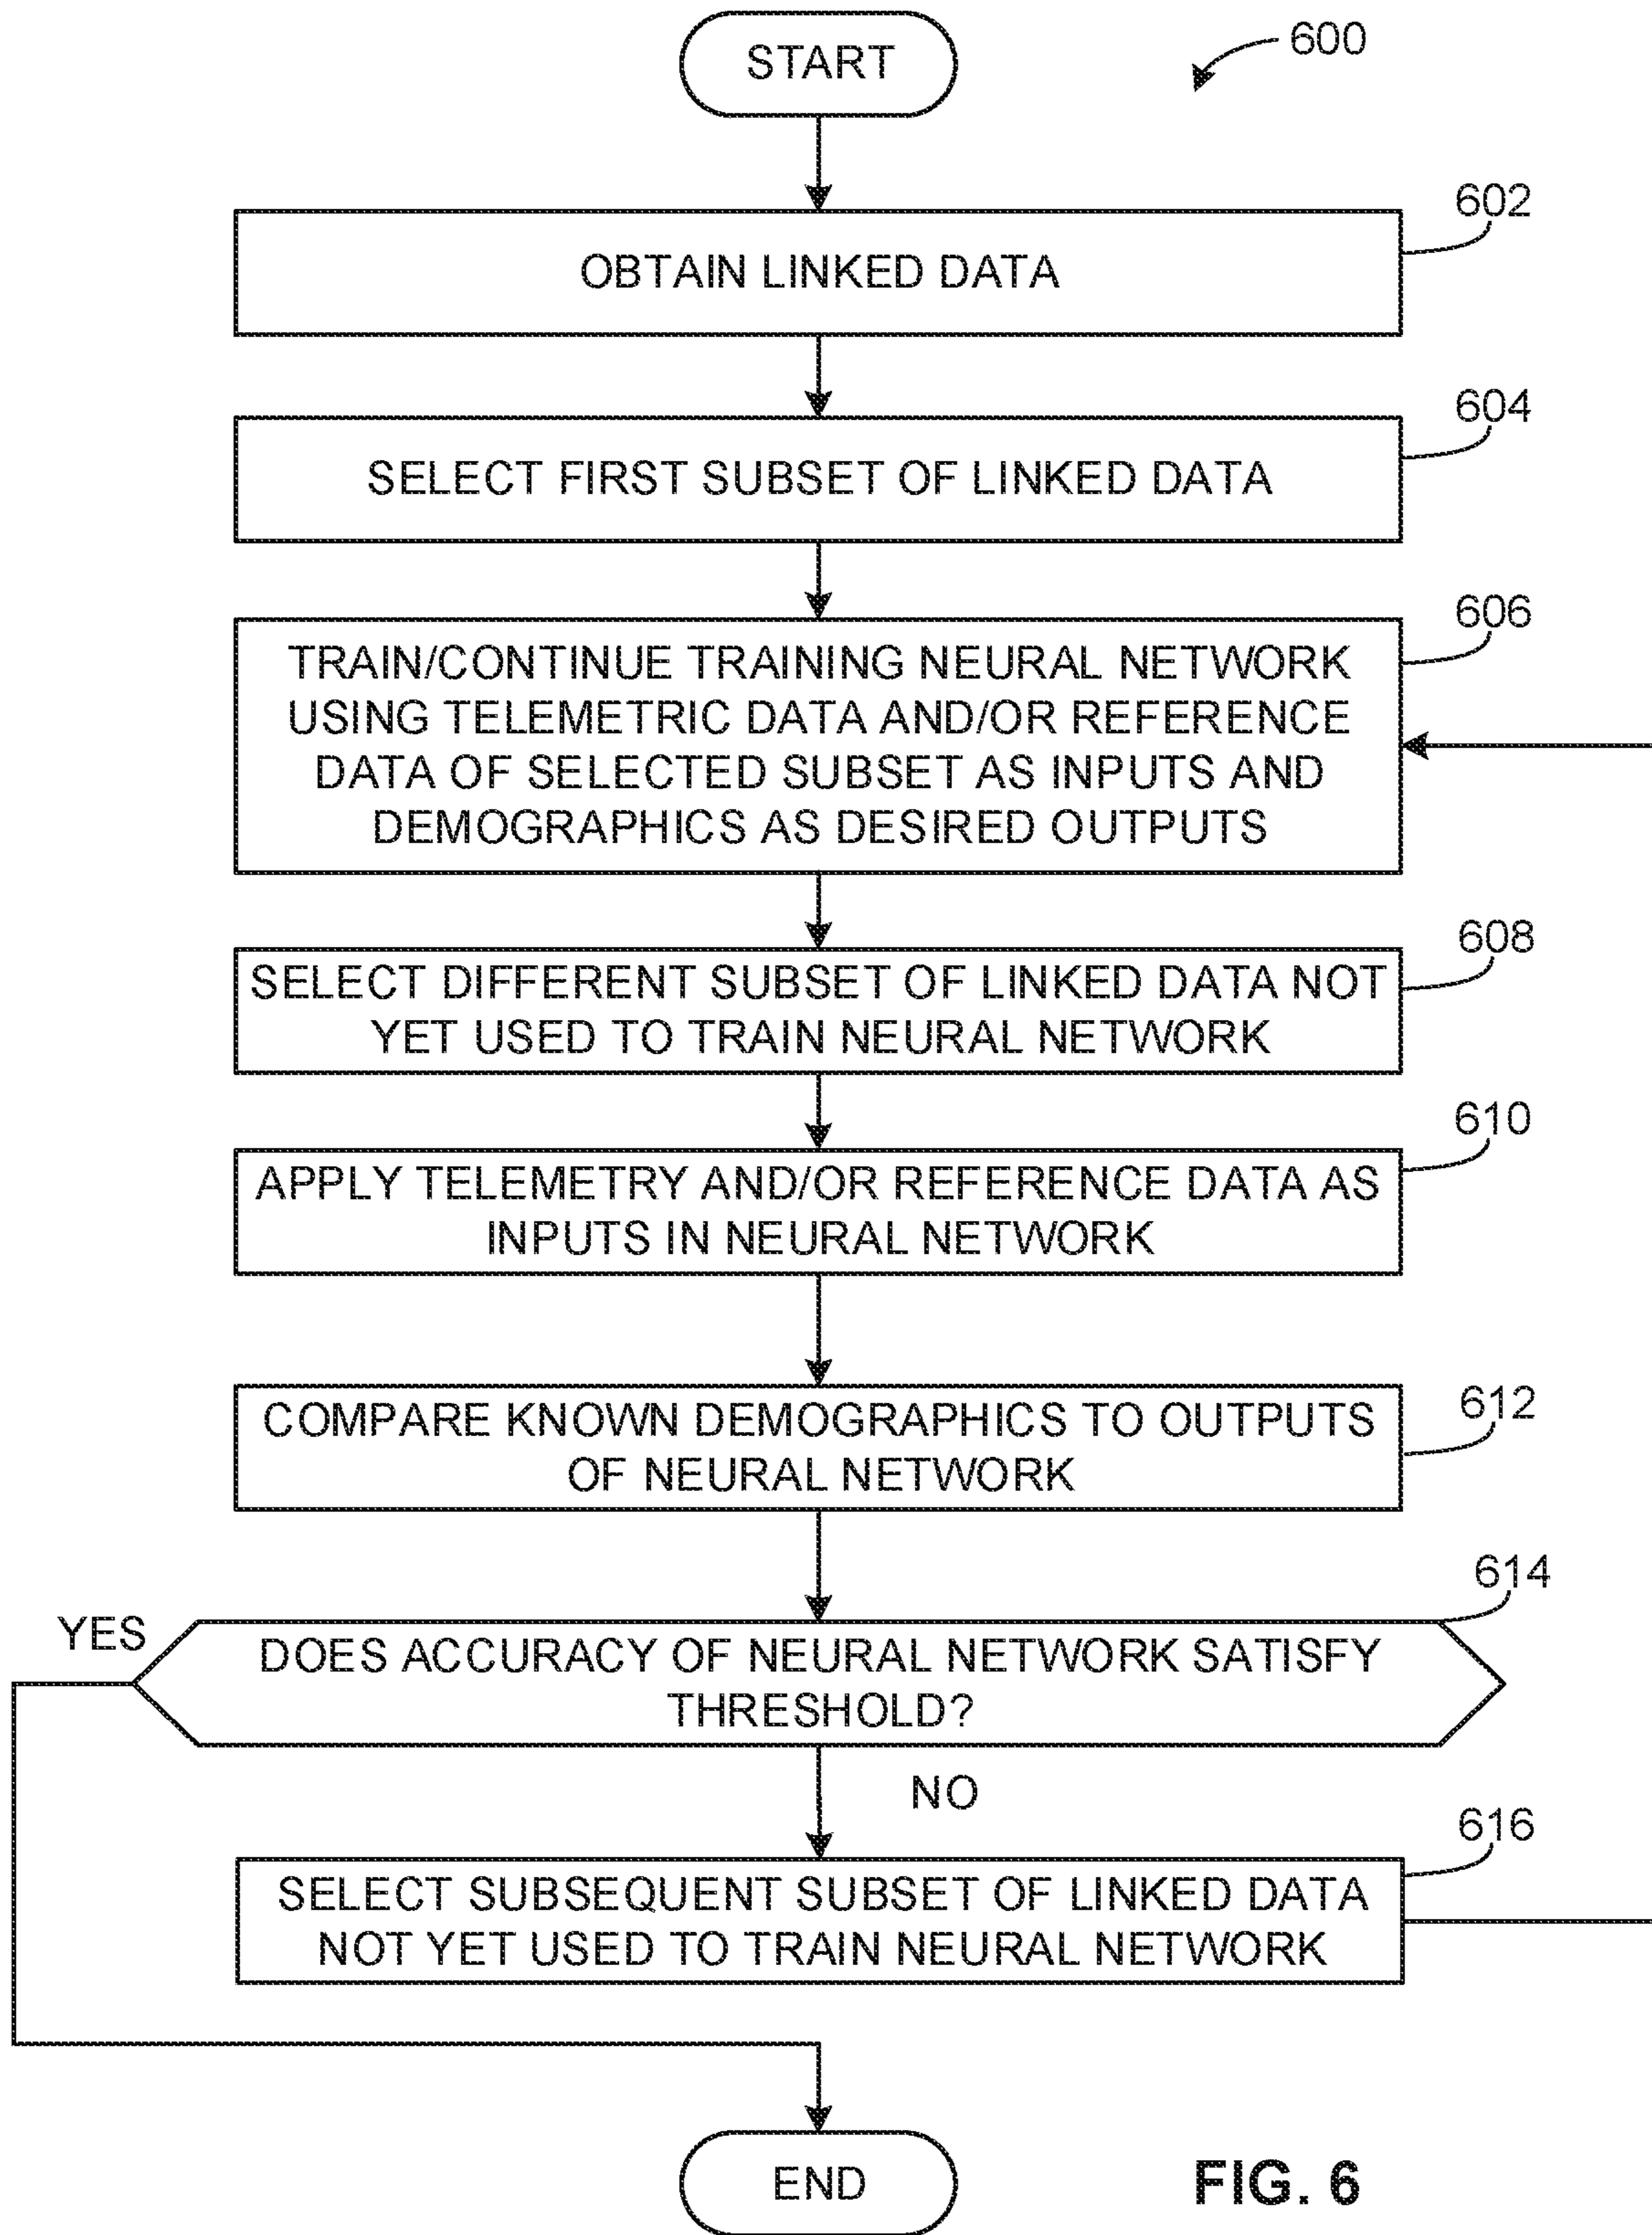 START
600
602
OBTAIN LINKED DATA
604
SELECT FIRST SUBSET OF LINKED DATA
606
TRAIN/CONTINUE TRAINING NEURAL NETWORK
USING TELEMETRIC DATA AND/OR REFERENCE
DATA OF SELECTED SUBSET AS INPUTS AND
DEMOGRAPHICS AS DESIRED OUTPUTS
608
SELECT DIFFERENT SUBSET OF LINKED DATA NOT
YET USED TO TRAIN NEURAL NETWORK
610
APPLY TELEMETRY AND/OR REFERENCE DATA AS
INPUTS IN NEURAL NETWORK
612
COMPARE KNOWN DEMOGRAPHICS TO OUTPUTS
OF NEURAL NETWORK
614
YES
DOES ACCURACY OF NEURAL NETWORK SATISFY
THRESHOLD?
NO
616
SELECT SUBSEQUENT SUBSET OF LINKED DATA
NOT YET USED TO TRAIN NEURAL NETWORK
END
FIG. 6